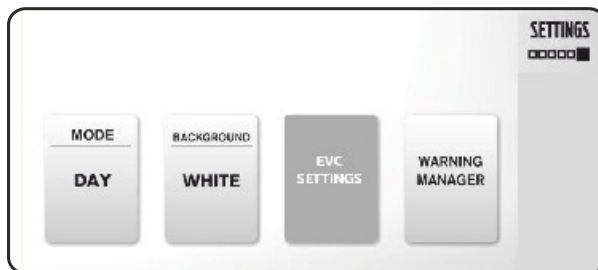 SETTINGS
MODE
DAY
BACKGROUND
WHITE
EVC
SETTINGS
WARNING
MANAGER